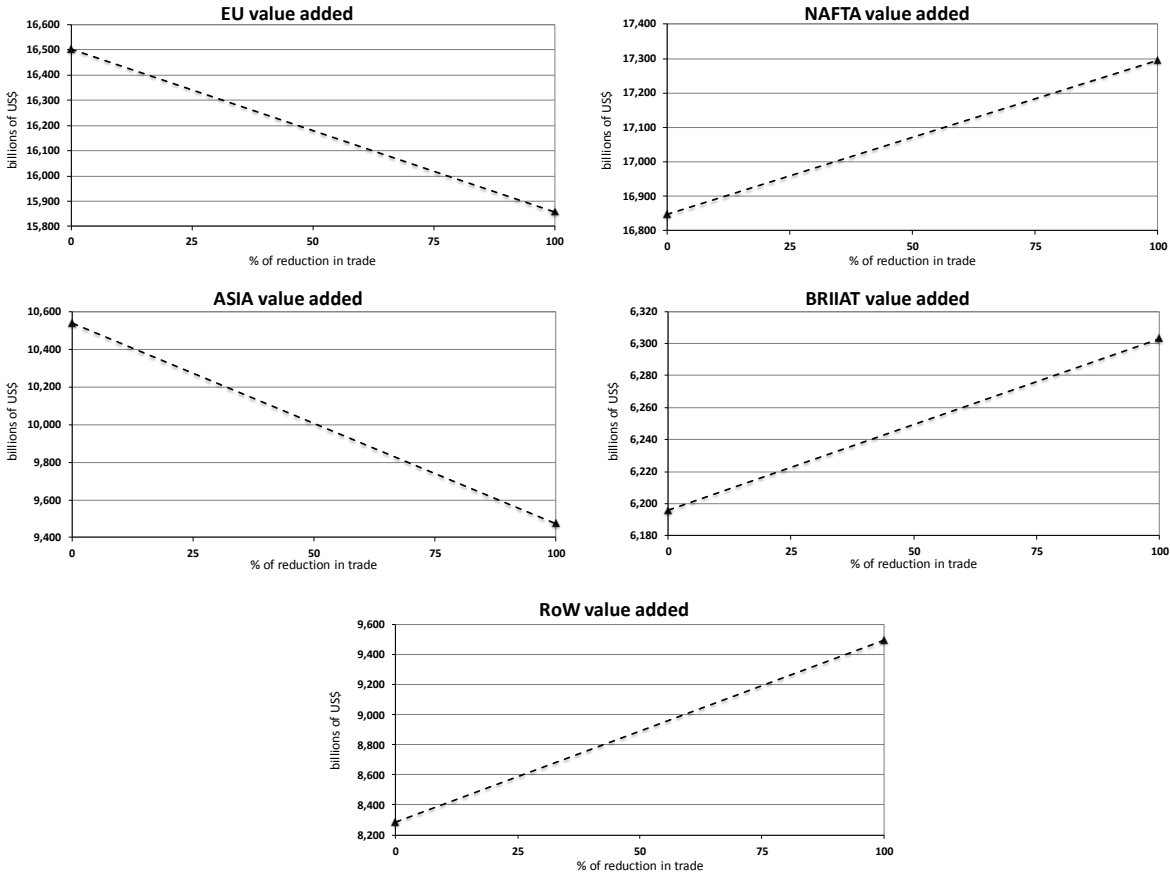 EU value added
16,600
16,500
16,400
16,300
16,200
16,100
16,000
15,900
15,800
billions of US$
0 25 50 75 100
% of reduction in trade
NAFTA value added
17,400
17,300
17,200
17,100
17,000
16,900
16,800
billions of US$
0 25 50 75 100
% of reduction in trade
ASIA value added
10,600
10,400
10,200
10,000
9,800
9,600
9,400
billions of US$
0 25 50 75 100
% of reduction in trade
BRIIAT value added
6,320
6,300
6,280
6,260
6,240
6,220
6,200
6,180
billions of US$
0 25 50 75 100
% of reduction in trade
RoW value added
9,600
9,400
9,200
9,000
8,800
8,600
8,400
8,200
billions of US$
0 25 50 75 100
% of reduction in trade